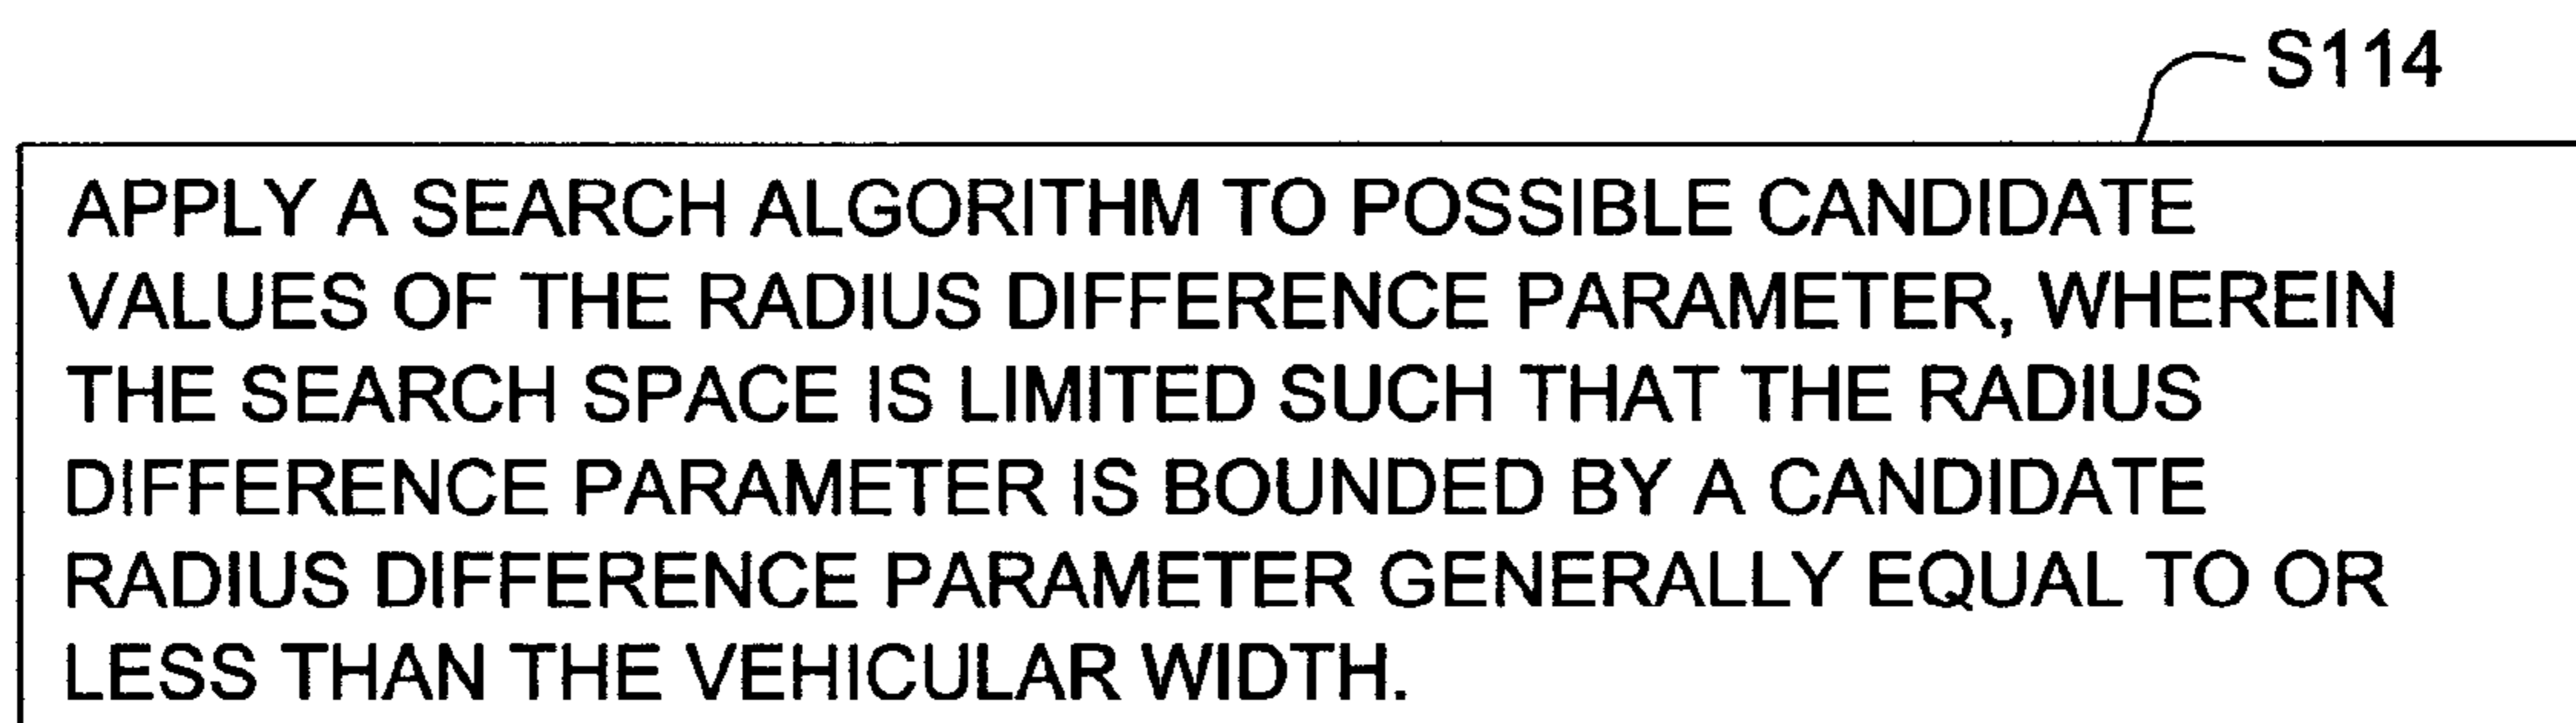 S114
APPLY A SEARCH ALGORITHM TO POSSIBLE CANDIDATE
VALUES OF THE RADIUS DIFFERENCE PARAMETER, WHEREIN
THE SEARCH SPACE IS LIMITED SUCH THAT THE RADIUS
DIFFERENCE PARAMETER IS BOUNDED BY A CANDIDATE
RADIUS DIFFERENCE PARAMETER GENERALLY EQUAL TO OR
LESS THAN THE VEHICULAR WIDTH.